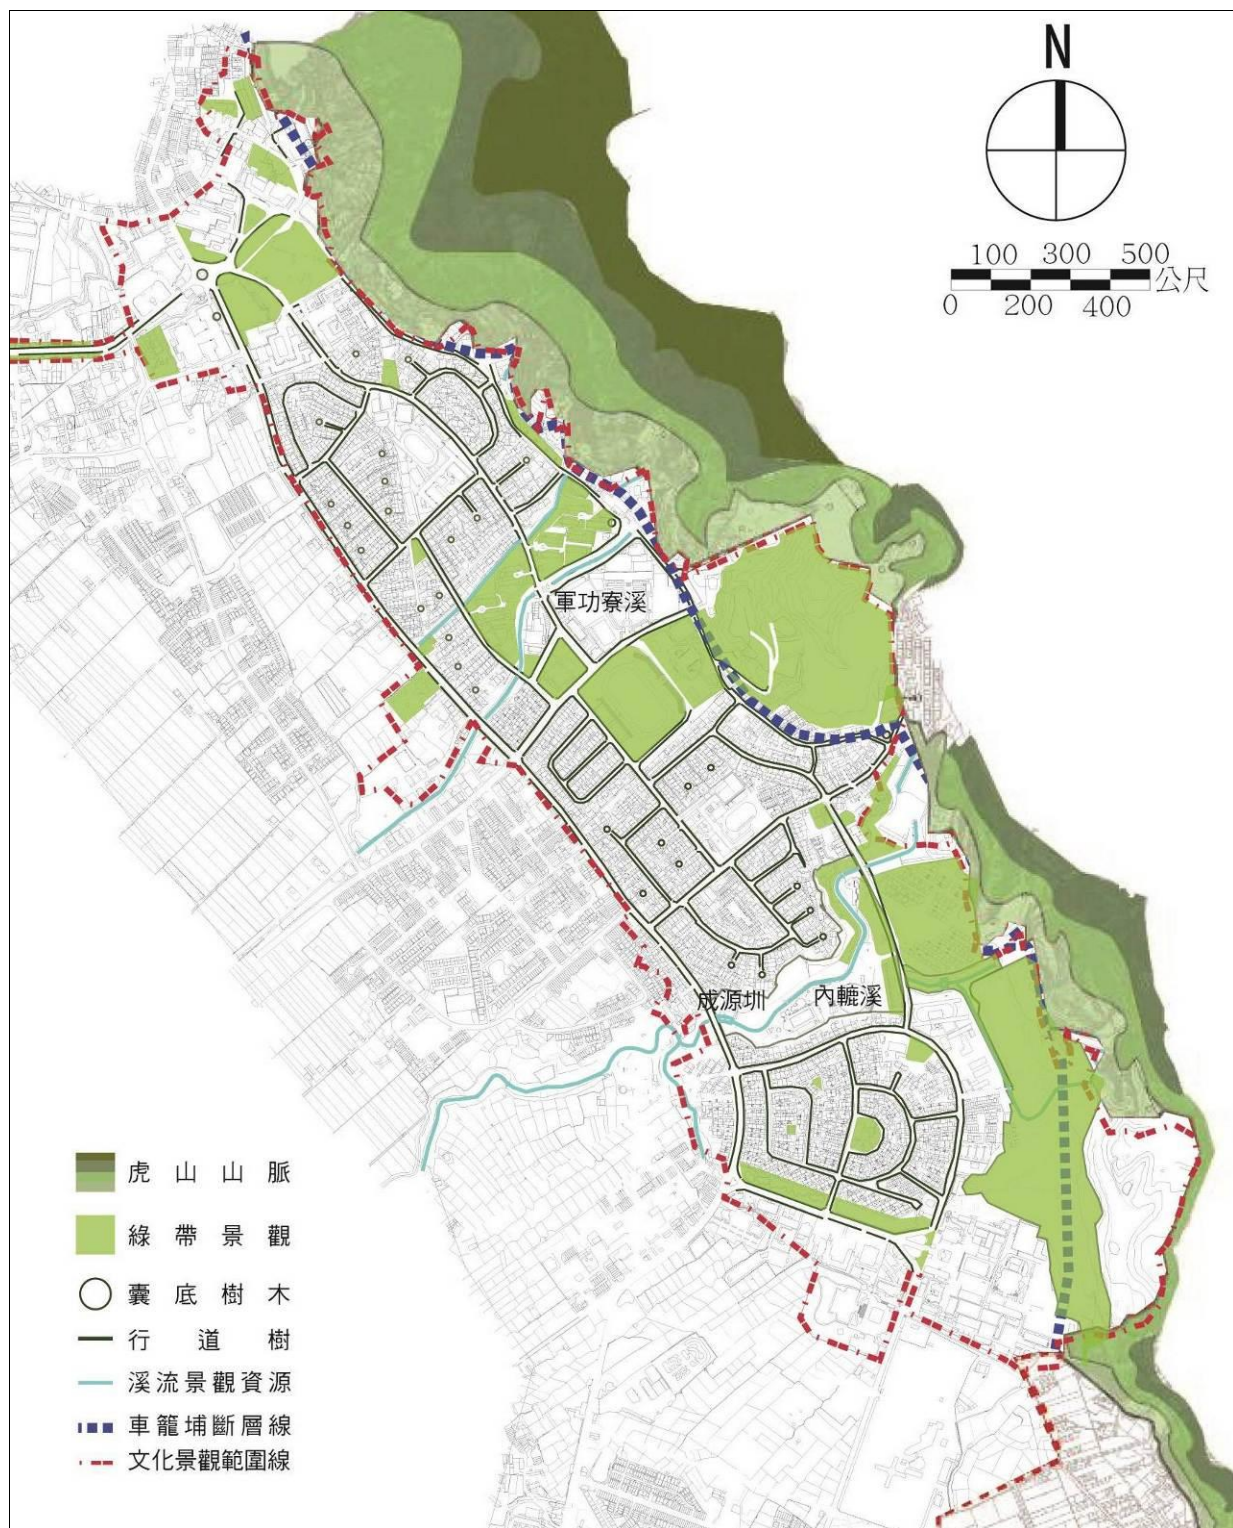 N
100 300 500
公尺
0 200 400
軍功寮溪
成源圳
內轆溪
虎山山脈
綠帶景觀
囊底樹木
行道樹
溪流景觀資源
車籠埔斷層線
文化景觀範圍線